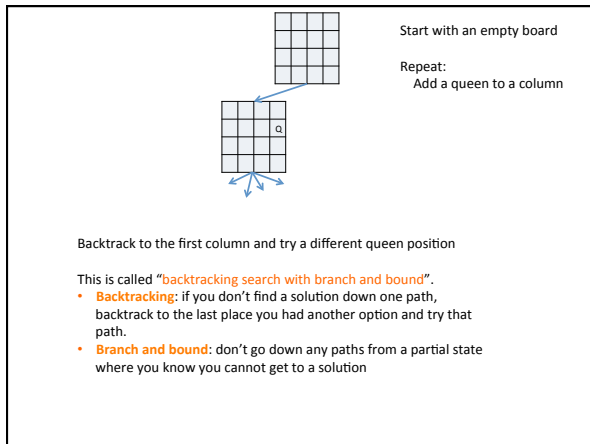 Start with an empty board
Repeat:
Add a queen to a column
Q
Backtrack to the first column and try a different queen position
This is called “backtracking search with branch and bound”.
• Backtracking: if you don’t find a solution down one path,
backtrack to the last place you had another option and try that
path.
• Branch and bound: don’t go down any paths from a partial state
where you know you cannot get to a solution